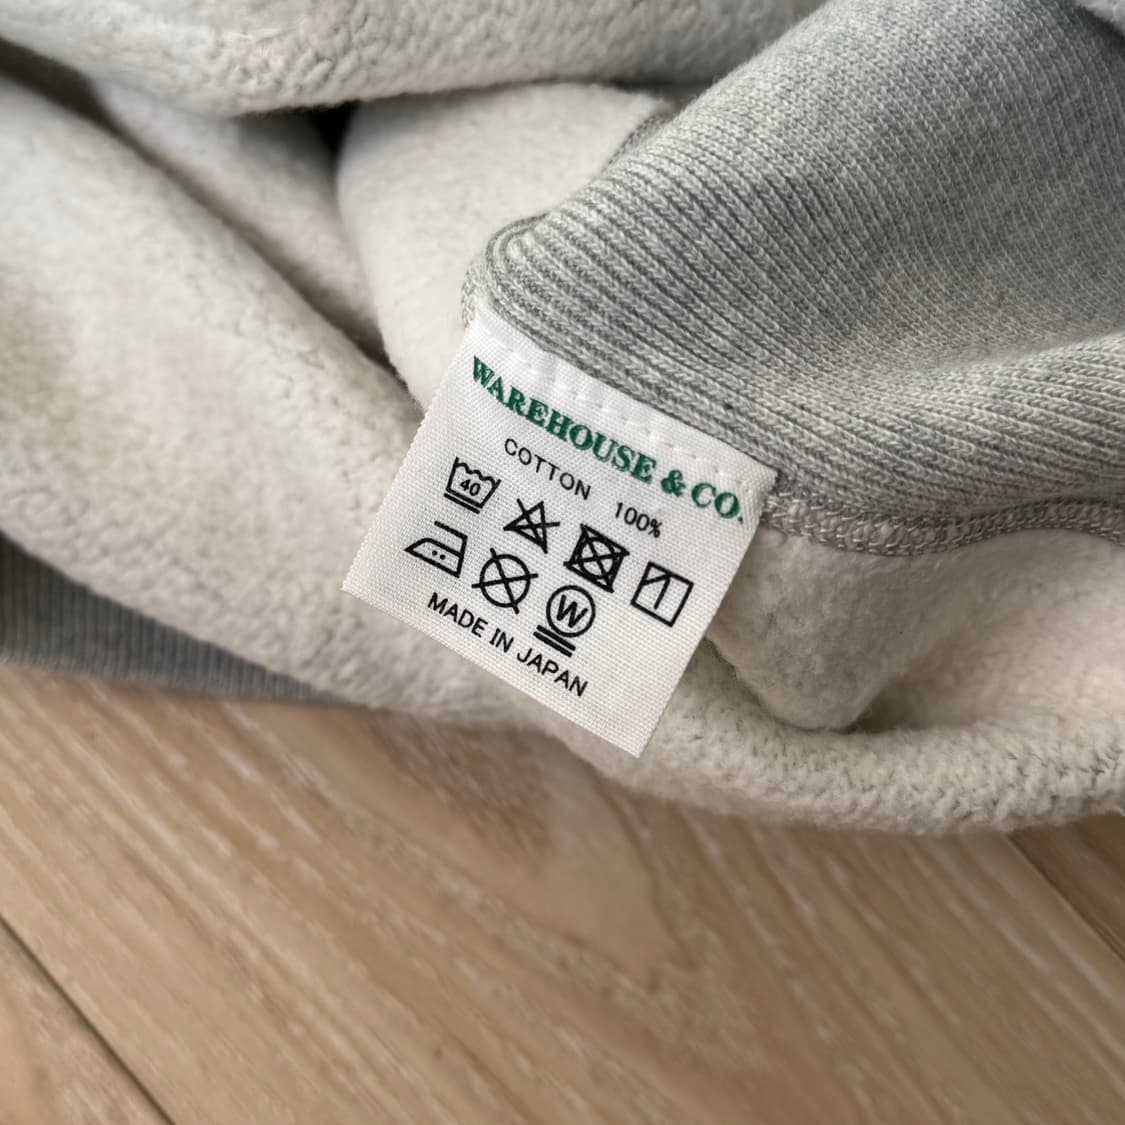 WAREHOUSE & CO.
COTTON 100%
40
W
MADE IN JAPAN